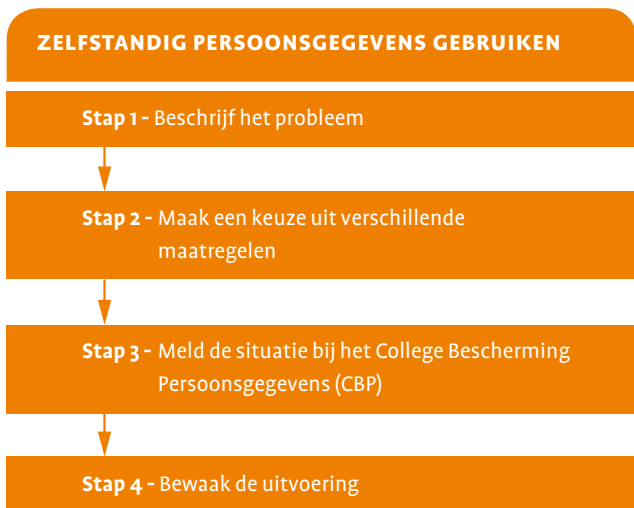 ZELFSTANDIG PERSOONSGEGEVENS GEBRUIKEN
Stap 1 - Beschrijf het probleem
Stap 2 - Maak een keuze uit verschillende
maatregelen
Stap 3 - Meld de situatie bij het College Bescherming
Persoonsgegevens (CBP)
Stap 4 - Bewaak de uitvoering